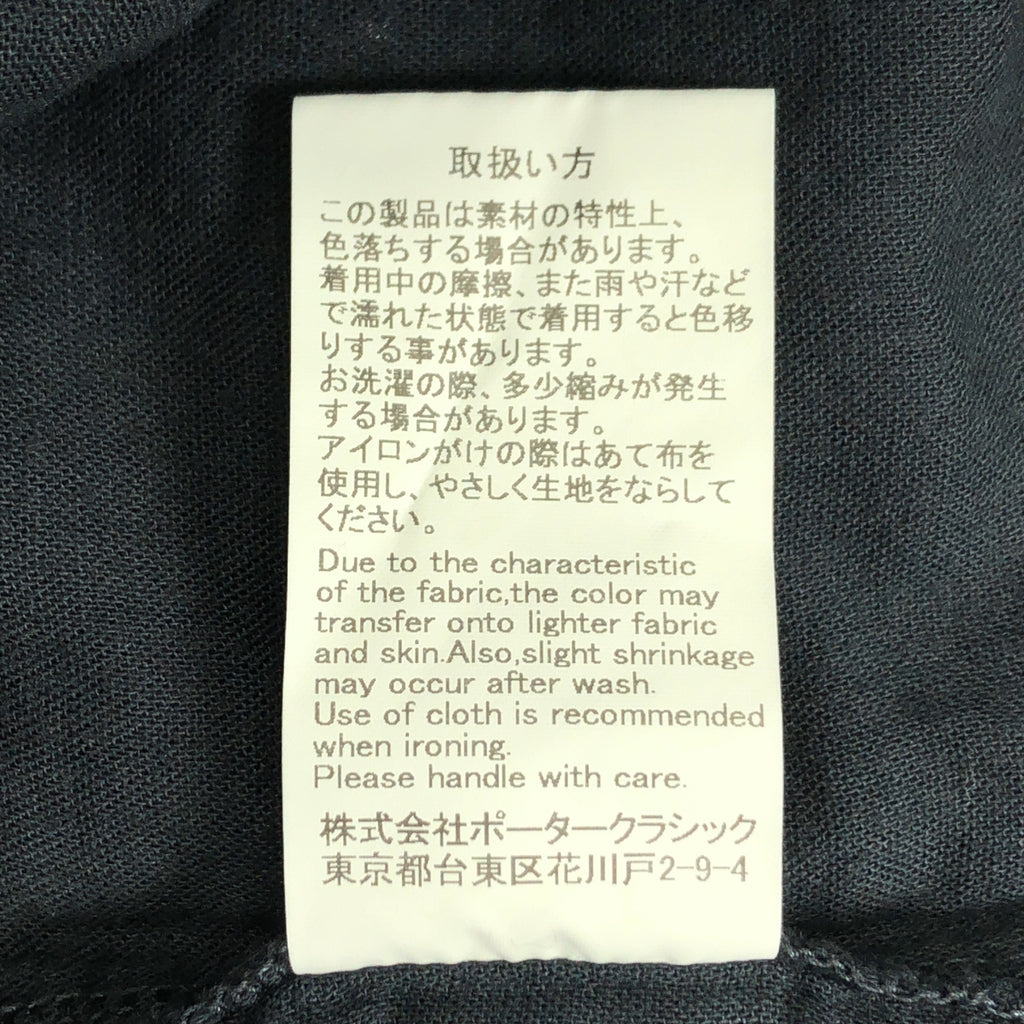 取扱い方
この製品は素材の特性上、
色落ちする場合があります。
着用中の摩擦、また雨や汗など
で濡れた状態で着用すると色移
りする事があります。
お洗濯の際、多少縮みが発生
する場合があります。
アイロンがけの際はあて布を
使用し、やさしく生地をならして
ください。
Due to the characteristic
of the fabric,the color may
transfer onto lighter fabric
and skin.Also,slight shrinkage
may occur after wash.
Use of cloth is recommended
when ironing.
Please handle with care.
株式会社ポータークラシック
東京都台東区花川戸2-9-4